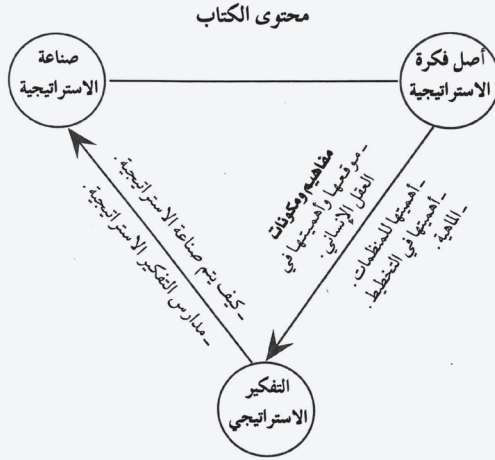 محتوى الكتاب
أصل فكرة
الاستراتيجية
صناعة
الاستراتيجية
مفاهيم ومكونات
ـ موقعها وأهميتها في
العقل الإنساني.
ـ أهميتها للمنظمات.
ـ أهميتها في التخطيط.
ـ الماهية.
ـ كيف يتم صناعة الاستراتيجية.
ـ مدارس التفكير الاستراتيجية.
التفكير
الاستراتيجي